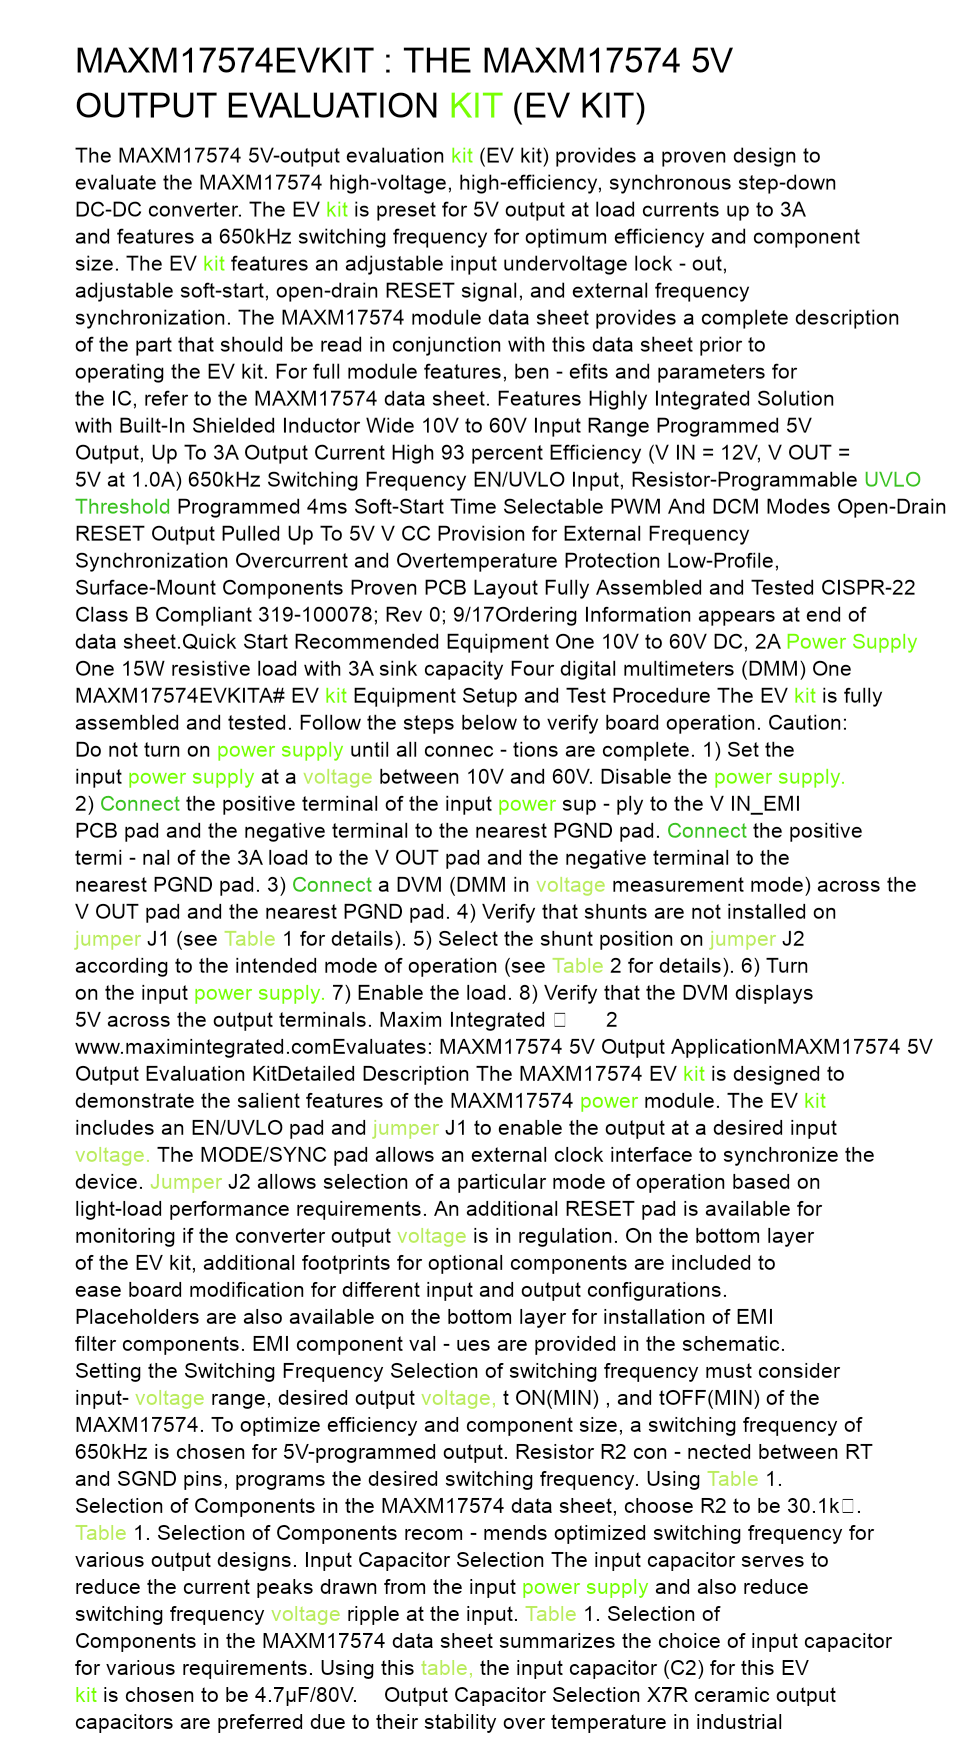 MAXM17574EVKIT : THE MAXM17574 5V
OUTPUT EVALUATION KIT (EV KIT)
The MAXM17574 5V-output evaluation kit (EV kit) provides a proven design to
evaluate the MAXM17574 high-voltage, high-efficiency, synchronous step-down
DC-DC converter. The EV kit is preset for 5V output at load currents up to 3A
and features a 650kHz switching frequency for optimum efficiency and component
size. The EV kit features an adjustable input undervoltage lock - out,
adjustable soft-start, open-drain RESET signal, and external frequency
synchronization. The MAXM17574 module data sheet provides a complete description
of the part that should be read in conjunction with this data sheet prior to
operating the EV kit. For full module features, ben - efits and parameters for
the IC, refer to the MAXM17574 data sheet. Features Highly Integrated Solution
with Built-In Shielded Inductor Wide 10V to 60V Input Range Programmed 5V
Output, Up To 3A Output Current High 93 percent Efficiency (V IN = 12V, V OUT =
5V at 1.0A) 650kHz Switching Frequency EN/UVLO Input, Resistor-Programmable UVLO
Threshold Programmed 4ms Soft-Start Time Selectable PWM And DCM Modes Open-Drain
RESET Output Pulled Up To 5V V CC Provision for External Frequency
Synchronization Overcurrent and Overtemperature Protection Low-Profile,
Surface-Mount Components Proven PCB Layout Fully Assembled and Tested CISPR-22
Class B Compliant 319-100078; Rev 0; 9/17Ordering Information appears at end of
data sheet.Quick Start Recommended Equipment One 10V to 60V DC, 2A Power Supply
One 15W resistive load with 3A sink capacity Four digital multimeters (DMM) One
MAXM17574EVKITA# EV kit Equipment Setup and Test Procedure The EV kit is fully
assembled and tested. Follow the steps below to verify board operation. Caution:
Do not turn on power supply until all connec - tions are complete. 1) Set the
input power supply at a voltage between 10V and 60V. Disable the power supply.
2) Connect the positive terminal of the input power sup - ply to the V IN_EMI
PCB pad and the negative terminal to the nearest PGND pad. Connect the positive
termi - nal of the 3A load to the V OUT pad and the negative terminal to the
nearest PGND pad. 3) Connect a DVM (DMM in voltage measurement mode) across the
V OUT pad and the nearest PGND pad. 4) Verify that shunts are not installed on
jumper J1 (see Table 1 for details). 5) Select the shunt position on jumper J2
according to the intended mode of operation (see Table 2 for details). 6) Turn
on the input power supply. 7) Enable the load. 8) Verify that the DVM displays
5V across the output terminals. Maxim Integrated □ 2
www.maximintegrated.comEvaluates: MAXM17574 5V Output ApplicationMAXM17574 5V
Output Evaluation KitDetailed Description The MAXM17574 EV kit is designed to
demonstrate the salient features of the MAXM17574 power module. The EV kit
includes an EN/UVLO pad and jumper J1 to enable the output at a desired input
voltage. The MODE/SYNC pad allows an external clock interface to synchronize the
device. Jumper J2 allows selection of a particular mode of operation based on
light-load performance requirements. An additional RESET pad is available for
monitoring if the converter output voltage is in regulation. On the bottom layer
of the EV kit, additional footprints for optional components are included to
ease board modification for different input and output configurations.
Placeholders are also available on the bottom layer for installation of EMI
filter components. EMI component val - ues are provided in the schematic.
Setting the Switching Frequency Selection of switching frequency must consider
input- voltage range, desired output voltage, t ON(MIN) , and tOFF(MIN) of the
MAXM17574. To optimize efficiency and component size, a switching frequency of
650kHz is chosen for 5V-programmed output. Resistor R2 con - nected between RT
and SGND pins, programs the desired switching frequency. Using Table 1.
Selection of Components in the MAXM17574 data sheet, choose R2 to be 30.1k□.
Table 1. Selection of Components recom - mends optimized switching frequency for
various output designs. Input Capacitor Selection The input capacitor serves to
reduce the current peaks drawn from the input power supply and also reduce
switching frequency voltage ripple at the input. Table 1. Selection of
Components in the MAXM17574 data sheet summarizes the choice of input capacitor
for various requirements. Using this table, the input capacitor (C2) for this EV
kit is chosen to be 4.7μF/80V. Output Capacitor Selection X7R ceramic output
capacitors are preferred due to their stability over temperature in industrial